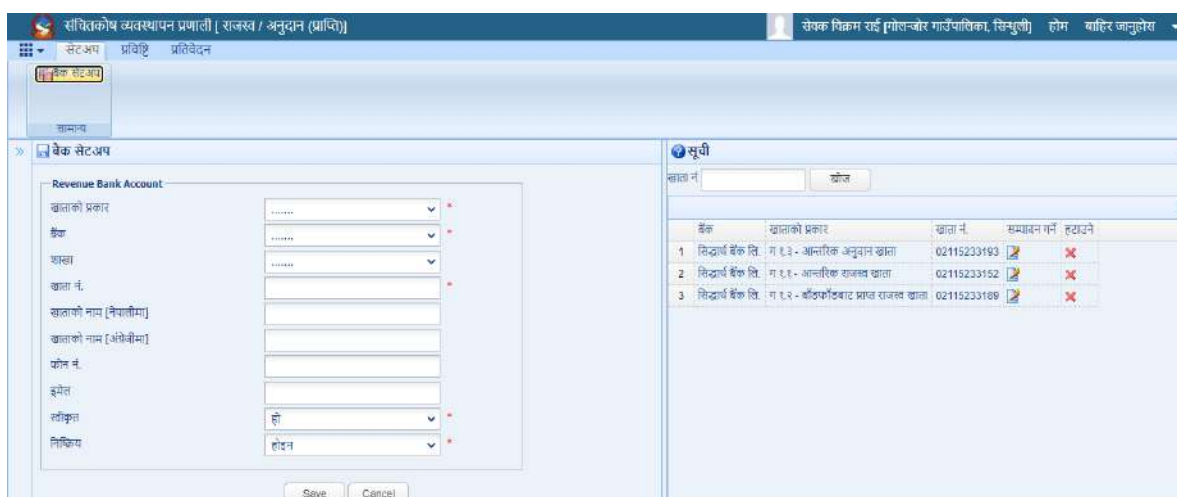 संचितकोष व्यवस्थापन प्रणाली [ राजस्व / अनुदान (प्राप्ति)]
सेवक विक्रम राई [गोलन्जोर गाउँपालिका, सिन्धुली] होम बाहिर जानुहोस
सेटअप प्रविष्टि प्रतिवेदन
बैंक सेटअप
सामान्य
» बैंक सेटअप
Revenue Bank Account
खाताको प्रकार ....... *
बैंक ....... *
शाखा .......
खाता नं. *
खाताको नाम [नेपालीमा]
खाताको नाम [अंग्रेजीमा]
फोन नं.
इमेल
स्वीकृत हो *
निष्क्रिय होइन *
Save Cancel
सूची
खाता नं खोज
बैंक खाताको प्रकार खाता नं. सम्पादन गर्ने हटाउने
1 सिद्धार्थ बैंक लि. ग १.३ - आन्तरिक अनुदान खाता 02115233193
2 सिद्धार्थ बैंक लि. ग १.१ - आन्तरिक राजस्व खाता 02115233152
3 सिद्धार्थ बैंक लि. ग १.२ - बाँडफाँडबाट प्राप्त राजस्व खाता 02115233189